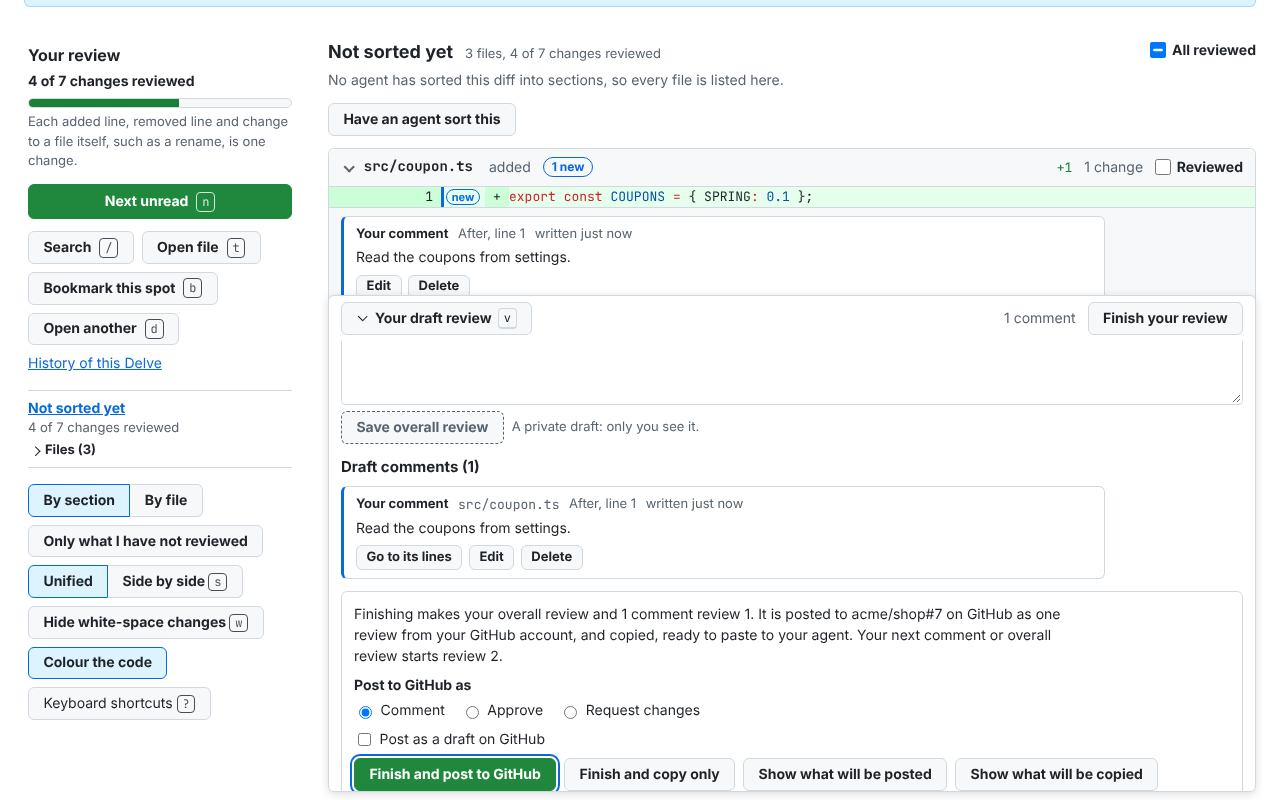 Your review
4 of 7 changes reviewed
Each added line, removed line and change
to a file itself, such as a rename, is one
change.
Next unread n
Search /
Open file t
Bookmark this spot b
Open another d
History of this Delve
Not sorted yet
4 of 7 changes reviewed
Files (3)
By section By file
Only what I have not reviewed
Unified Side by side s
Hide white-space changes w
Colour the code
Keyboard shortcuts ?
Not sorted yet 3 files, 4 of 7 changes reviewed
All reviewed
No agent has sorted this diff into sections, so every file is listed here.
Have an agent sort this
src/coupon.ts added 1 new +1 1 change Reviewed
1 new + export const COUPONS = { SPRING: 0.1 };
Your comment After, line 1 written just now
Read the coupons from settings.
Edit Delete
Your draft review v 1 comment Finish your review
Save overall review A private draft: only you see it.
Draft comments (1)
Your comment src/coupon.ts After, line 1 written just now
Read the coupons from settings.
Go to its lines Edit Delete
Finishing makes your overall review and 1 comment review 1. It is posted to acme/shop#7 on GitHub as one
review from your GitHub account, and copied, ready to paste to your agent. Your next comment or overall
review starts review 2.
Post to GitHub as
Comment Approve Request changes
Post as a draft on GitHub
Finish and post to GitHub Finish and copy only Show what will be posted Show what will be copied